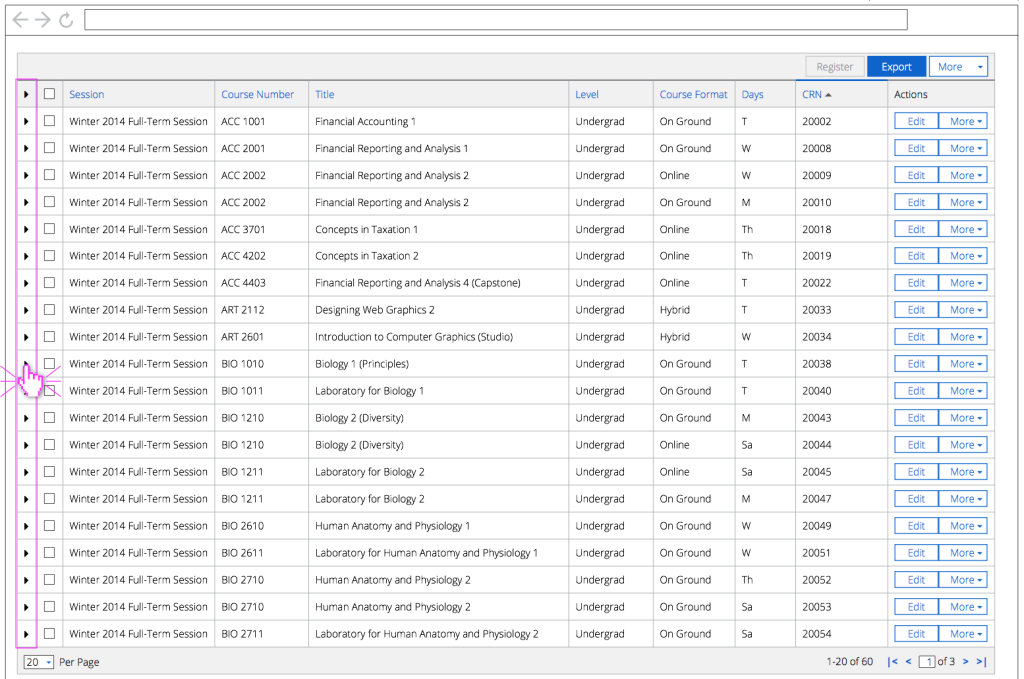 Register Export More
Session Course Number Title Level Course Format Days CRN Actions
Winter 2014 Full-Term Session ACC 1001 Financial Accounting 1 Undergrad On Ground T 20002 Edit More
Winter 2014 Full-Term Session ACC 2001 Financial Reporting and Analysis 1 Undergrad On Ground W 20008 Edit More
Winter 2014 Full-Term Session ACC 2002 Financial Reporting and Analysis 2 Undergrad Online W 20009 Edit More
Winter 2014 Full-Term Session ACC 2002 Financial Reporting and Analysis 2 Undergrad On Ground M 20010 Edit More
Winter 2014 Full-Term Session ACC 3701 Concepts in Taxation 1 Undergrad Online Th 20018 Edit More
Winter 2014 Full-Term Session ACC 4202 Concepts in Taxation 2 Undergrad Online Th 20019 Edit More
Winter 2014 Full-Term Session ACC 4403 Financial Reporting and Analysis 4 (Capstone) Undergrad Online T 20022 Edit More
Winter 2014 Full-Term Session ART 2112 Designing Web Graphics 2 Undergrad Hybrid T 20033 Edit More
Winter 2014 Full-Term Session ART 2601 Introduction to Computer Graphics (Studio) Undergrad Hybrid W 20034 Edit More
Winter 2014 Full-Term Session BIO 1010 Biology 1 (Principles) Undergrad On Ground T 20038 Edit More
Winter 2014 Full-Term Session BIO 1011 Laboratory for Biology 1 Undergrad On Ground T 20040 Edit More
Winter 2014 Full-Term Session BIO 1210 Biology 2 (Diversity) Undergrad On Ground M 20043 Edit More
Winter 2014 Full-Term Session BIO 1210 Biology 2 (Diversity) Undergrad Online Sa 20044 Edit More
Winter 2014 Full-Term Session BIO 1211 Laboratory for Biology 2 Undergrad Online Sa 20045 Edit More
Winter 2014 Full-Term Session BIO 1211 Laboratory for Biology 2 Undergrad On Ground M 20047 Edit More
Winter 2014 Full-Term Session BIO 2610 Human Anatomy and Physiology 1 Undergrad On Ground W 20049 Edit More
Winter 2014 Full-Term Session BIO 2611 Laboratory for Human Anatomy and Physiology 1 Undergrad On Ground W 20051 Edit More
Winter 2014 Full-Term Session BIO 2710 Human Anatomy and Physiology 2 Undergrad On Ground Th 20052 Edit More
Winter 2014 Full-Term Session BIO 2710 Human Anatomy and Physiology 2 Undergrad On Ground Sa 20053 Edit More
Winter 2014 Full-Term Session BIO 2711 Laboratory for Human Anatomy and Physiology 2 Undergrad On Ground Sa 20054 Edit More
20 Per Page 1-20 of 60 |< < 1 of 3 > >|